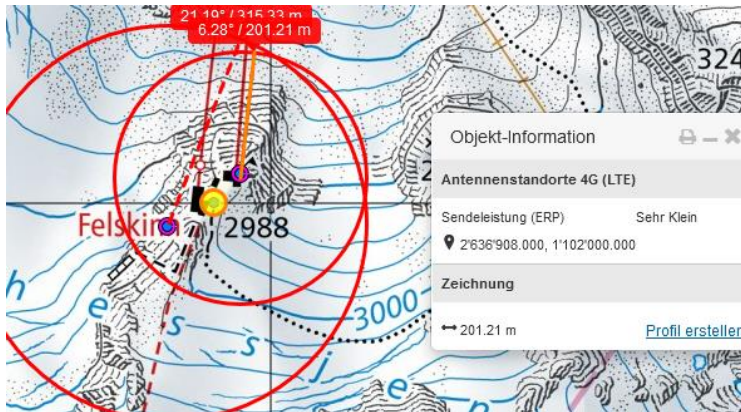 21.19° / 315.33 m
6.28° / 201.21 m
324
Objekt-Information
Antennenstandorte 4G (LTE)
Sendeleistung (ERP) Sehr Klein
2'636'908.000, 1'102'000.000
Zeichnung
201.21 m Profil erstellen
Felskinn
2988
3000
h e s s j e n